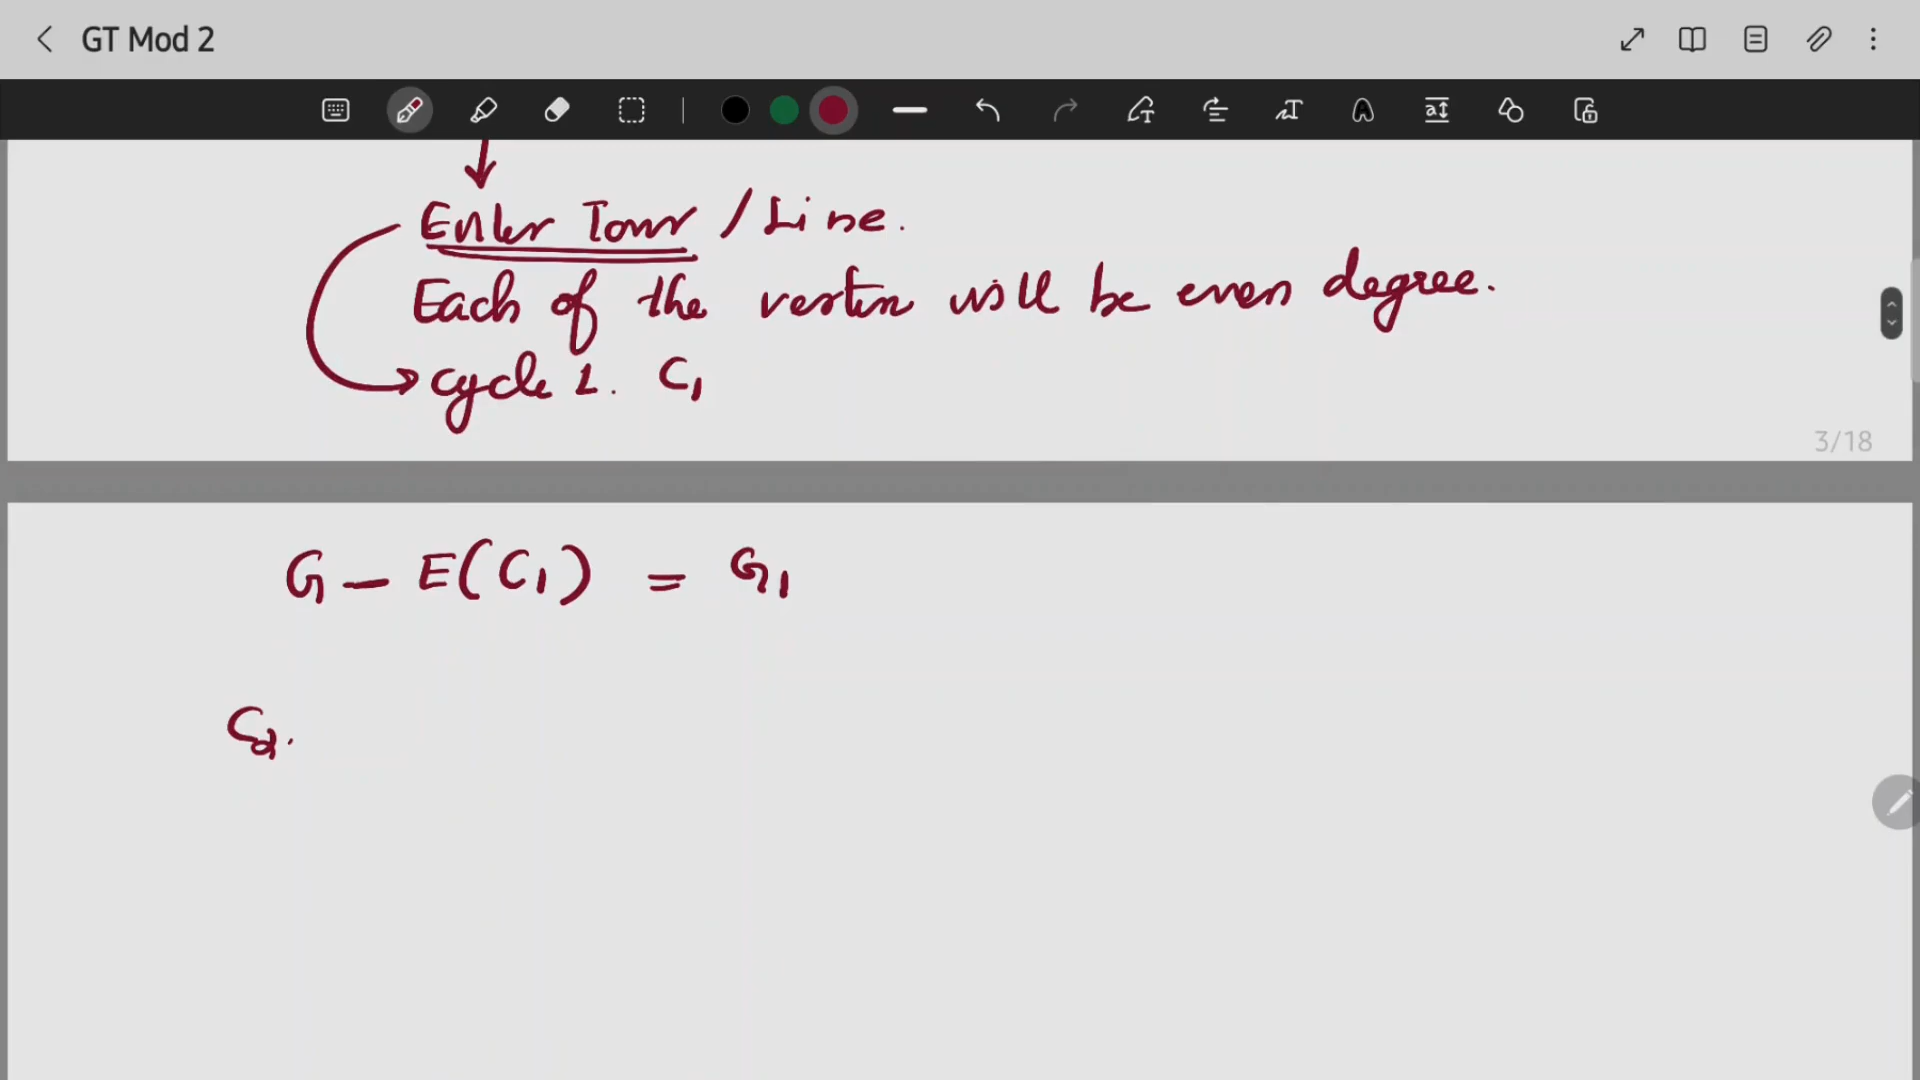 GT Mod 2
Euler Tour / Line.
Each of the vertex will be even degree.
cycle 1. C₁
3/18
G - E(C₁) = G₁
C₂.